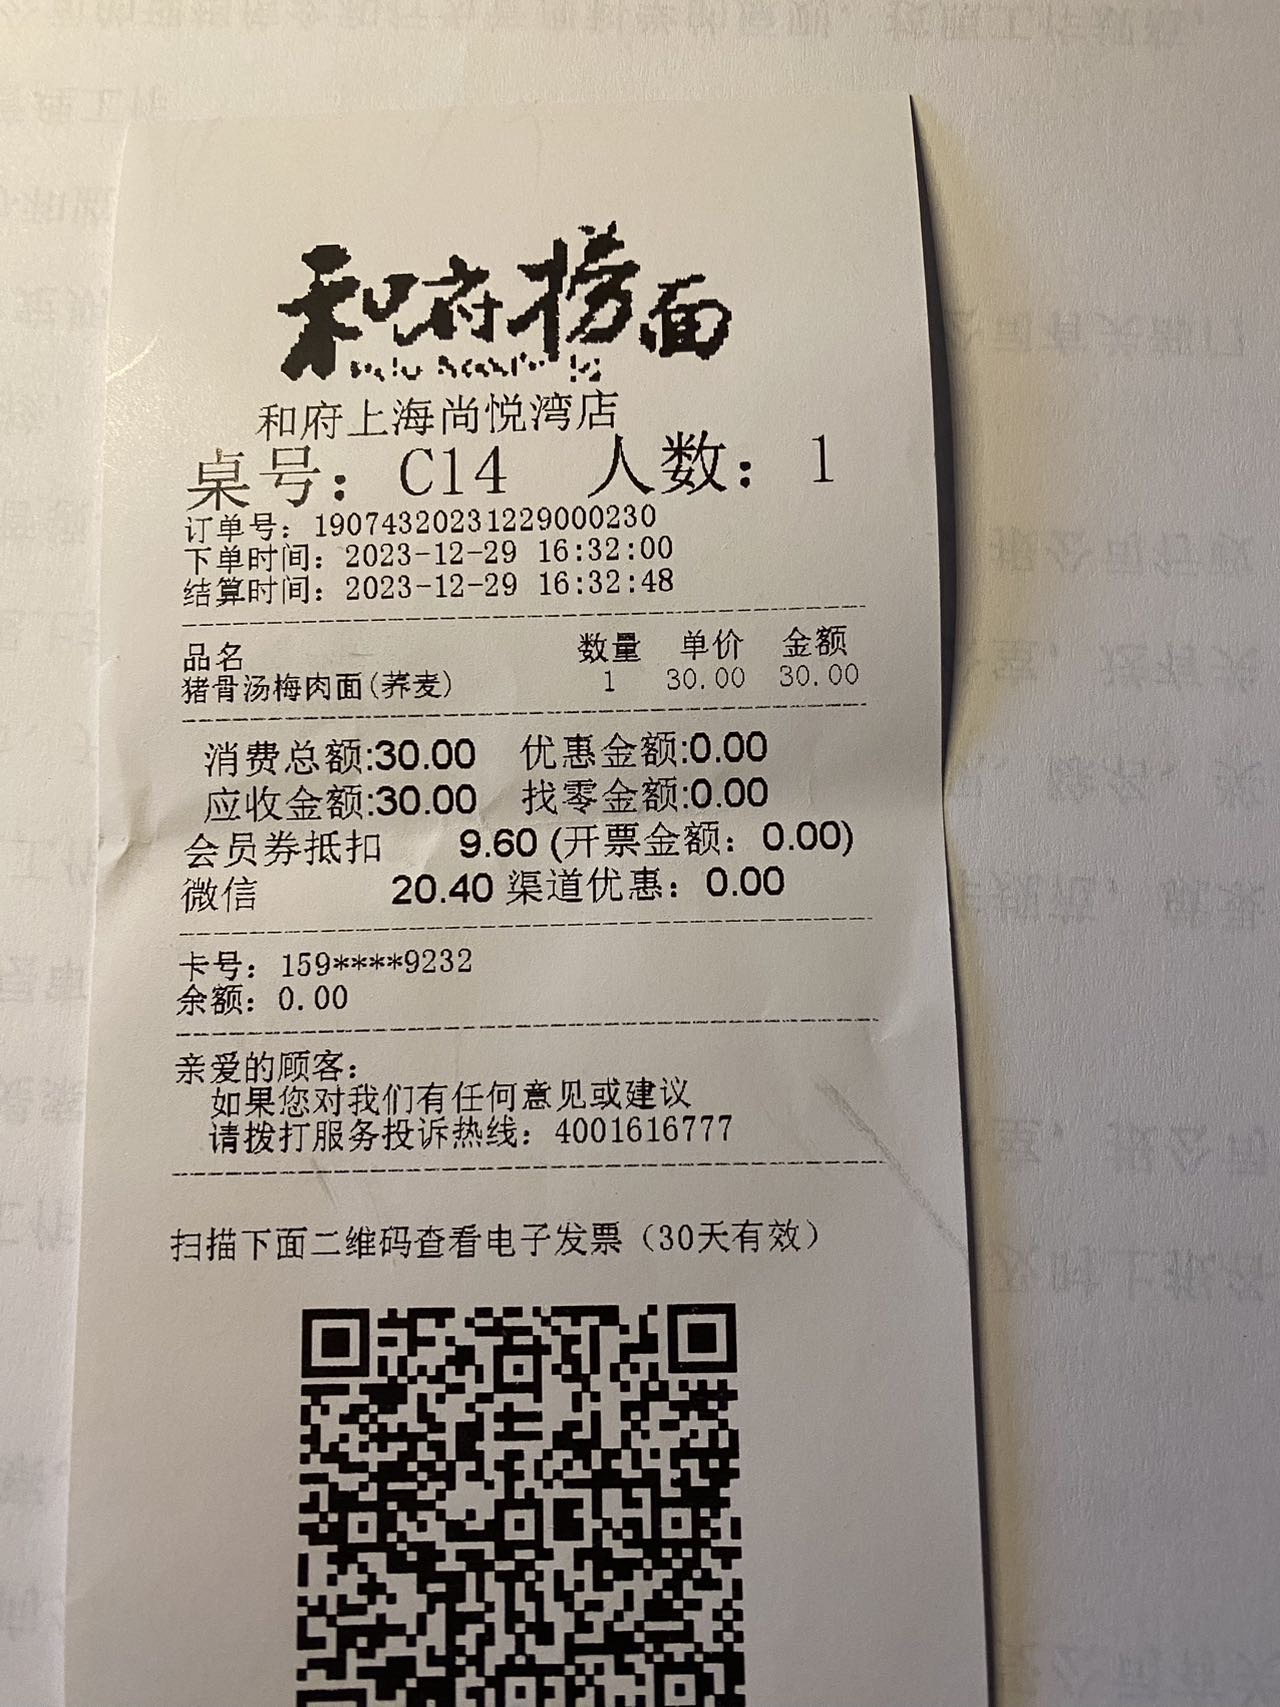 和府捞面
和府上海尚悦湾店
桌号：C14 人数：1
订单号：19074320231229000230
下单时间：2023-12-29 16:32:00
结算时间：2023-12-29 16:32:48
品名 数量 单价 金额
猪骨汤梅肉面(荞麦) 1 30.00 30.00
消费总额:30.00 优惠金额:0.00
应收金额:30.00 找零金额:0.00
会员券抵扣 9.60 (开票金额：0.00)
微信 20.40 渠道优惠：0.00
卡号：159****9232
余额：0.00
亲爱的顾客：
如果您对我们有任何意见或建议
请拨打服务投诉热线：4001616777
扫描下面二维码查看电子发票（30天有效）